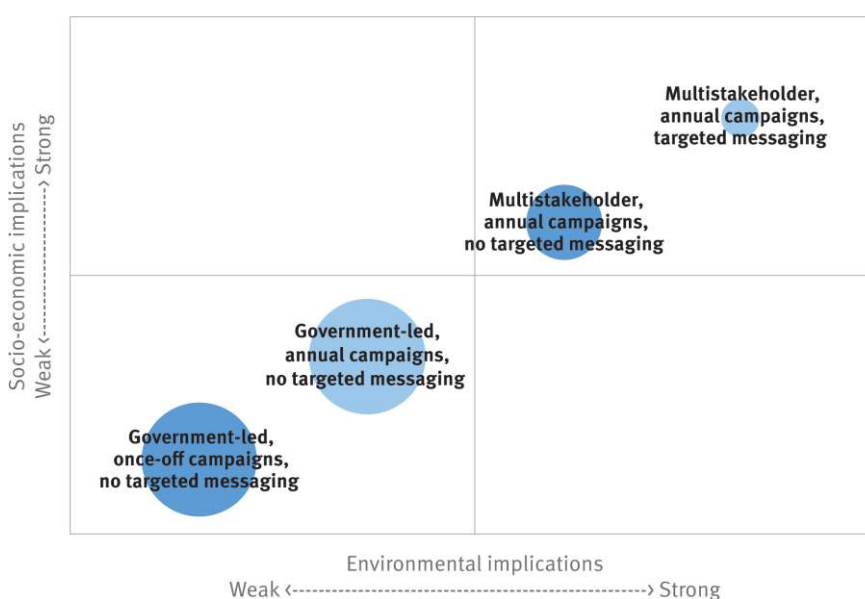 Multistakeholder,
annual campaigns,
targeted messaging
Multistakeholder,
annual campaigns,
no targeted messaging
Government-led,
annual campaigns,
no targeted messaging
Government-led,
once-off campaigns,
no targeted messaging
Socio-economic implications
Weak <----------------------> Strong
Environmental implications
Weak <---------------------------------------------------> Strong